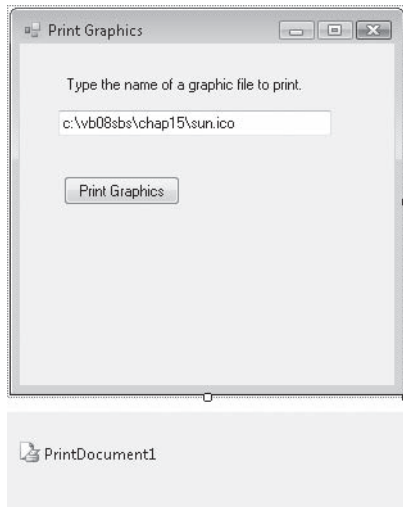 Print Graphics
Type the name of a graphic file to print.
c:\vb08sbs\chap15\sun.ico
Print Graphics
PrintDocument1